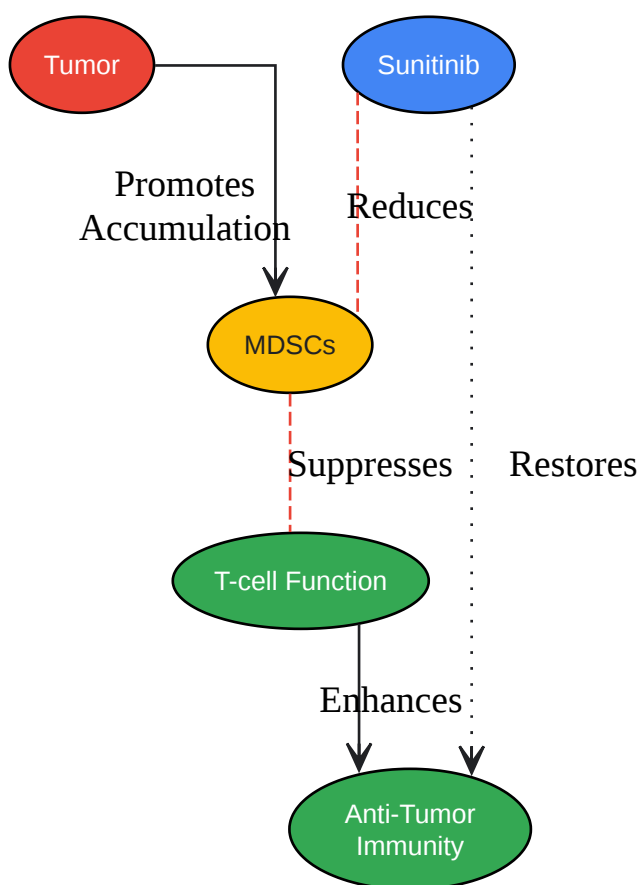 Tumor
Sunitinib
Promotes
Accumulation
Reduces
MDSCs
Suppresses
Restores
T-cell Function
Enhances
Anti-Tumor
Immunity